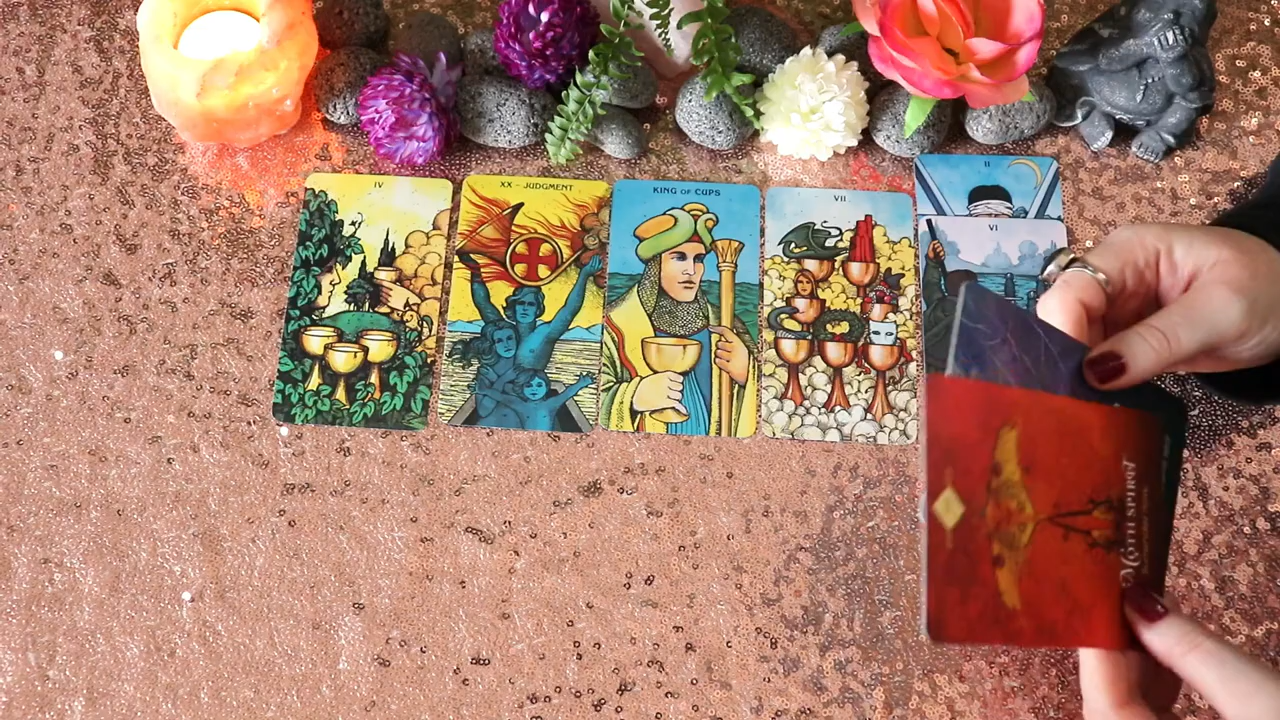 IV
XX – JUDGMENT
KING OF CUPS
VII
II
VI